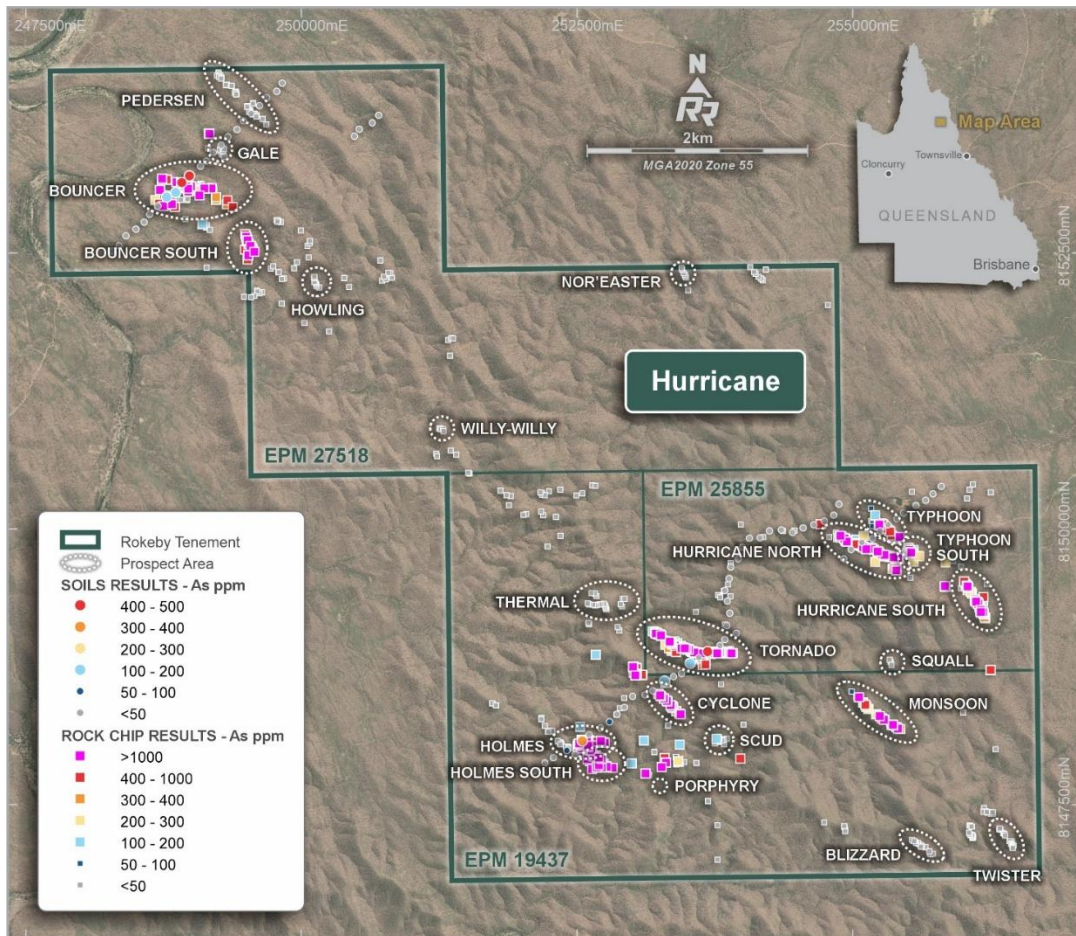 247500mE
250000mE
252500mE
255000mE
PEDERSEN
GALE
BOUNCER
BOUNCER SOUTH
HOWLING
N
RR
2km
MGA2020 Zone 55
Map Area
Townsville
Cloncurry
QUEENSLAND
Brisbane
8152500mN
NOR'EASTER
Hurricane
WILLY-WILLY
EPM 27518
EPM 25855
TYPHOON
8150000mN
HURRICANE NORTH
TYPHOON
SOUTH
THERMAL
HURRICANE SOUTH
TORNADO
SQUALL
CYCLONE
MONSOON
HOLMES
SCUD
HOLMES SOUTH
PORPHYRY
8147500mN
BLIZZARD
EPM 19437
TWISTER
Rokeby Tenement
Prospect Area
SOILS RESULTS - As ppm
400 - 500
300 - 400
200 - 300
100 - 200
50 - 100
<50
ROCK CHIP RESULTS - As ppm
>1000
400 - 1000
300 - 400
200 - 300
100 - 200
50 - 100
<50